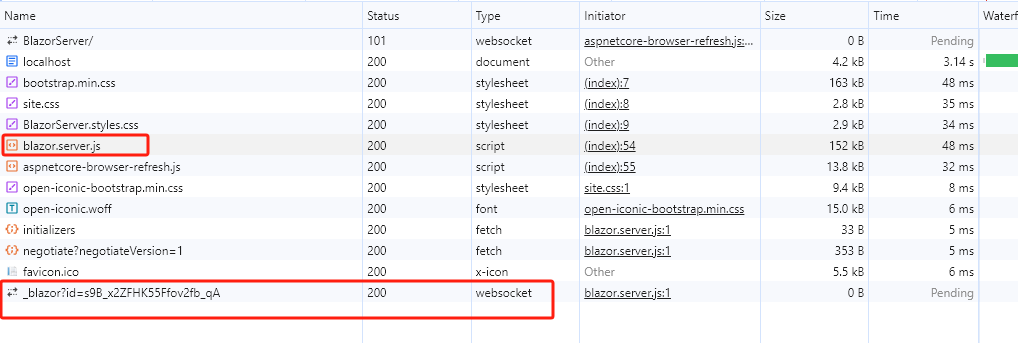 Name Status Type Initiator Size Time Waterf
BlazorServer/ 101 websocket aspnetcore-browser-refresh.js:... 0 B Pending
localhost 200 document Other 4.2 kB 3.14 s
bootstrap.min.css 200 stylesheet (index):7 163 kB 48 ms
site.css 200 stylesheet (index):8 2.8 kB 35 ms
BlazorServer.styles.css 200 stylesheet (index):9 2.9 kB 34 ms
blazor.server.js 200 script (index):54 152 kB 48 ms
aspnetcore-browser-refresh.js 200 script (index):55 13.8 kB 32 ms
open-iconic-bootstrap.min.css 200 stylesheet site.css:1 9.4 kB 8 ms
open-iconic.woff 200 font open-iconic-bootstrap.min.css 15.0 kB 6 ms
initializers 200 fetch blazor.server.js:1 33 B 5 ms
negotiate?negotiateVersion=1 200 fetch blazor.server.js:1 353 B 5 ms
favicon.ico 200 x-icon Other 5.5 kB 6 ms
_blazor?id=s9B_x2ZFHK55Ffov2fb_qA 200 websocket blazor.server.js:1 0 B Pending